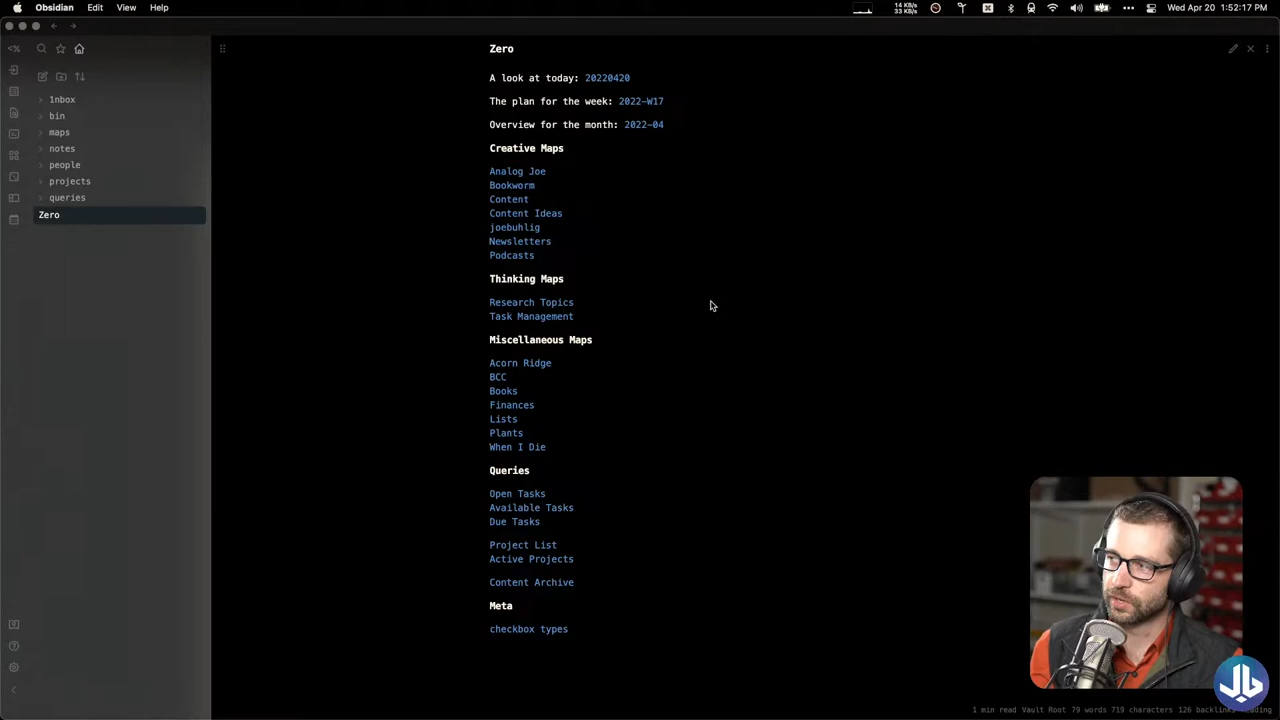 Obsidian Edit View Help
14 KB/s
33 KB/s
Wed Apr 20 1:52:17 PM
1nbox
bin
maps
notes
people
projects
queries
Zero
Zero
A look at today: 20220420
The plan for the week: 2022-W17
Overview for the month: 2022-04
Creative Maps
Analog Joe
Bookworm
Content
Content Ideas
joebuhlig
Newsletters
Podcasts
Thinking Maps
Research Topics
Task Management
Miscellaneous Maps
Acorn Ridge
BCC
Books
Finances
Lists
Plants
When I Die
Queries
Open Tasks
Available Tasks
Due Tasks
Project List
Active Projects
Content Archive
Meta
checkbox types
1 min read Vault Root 79 words 719 characters 126 backlinks